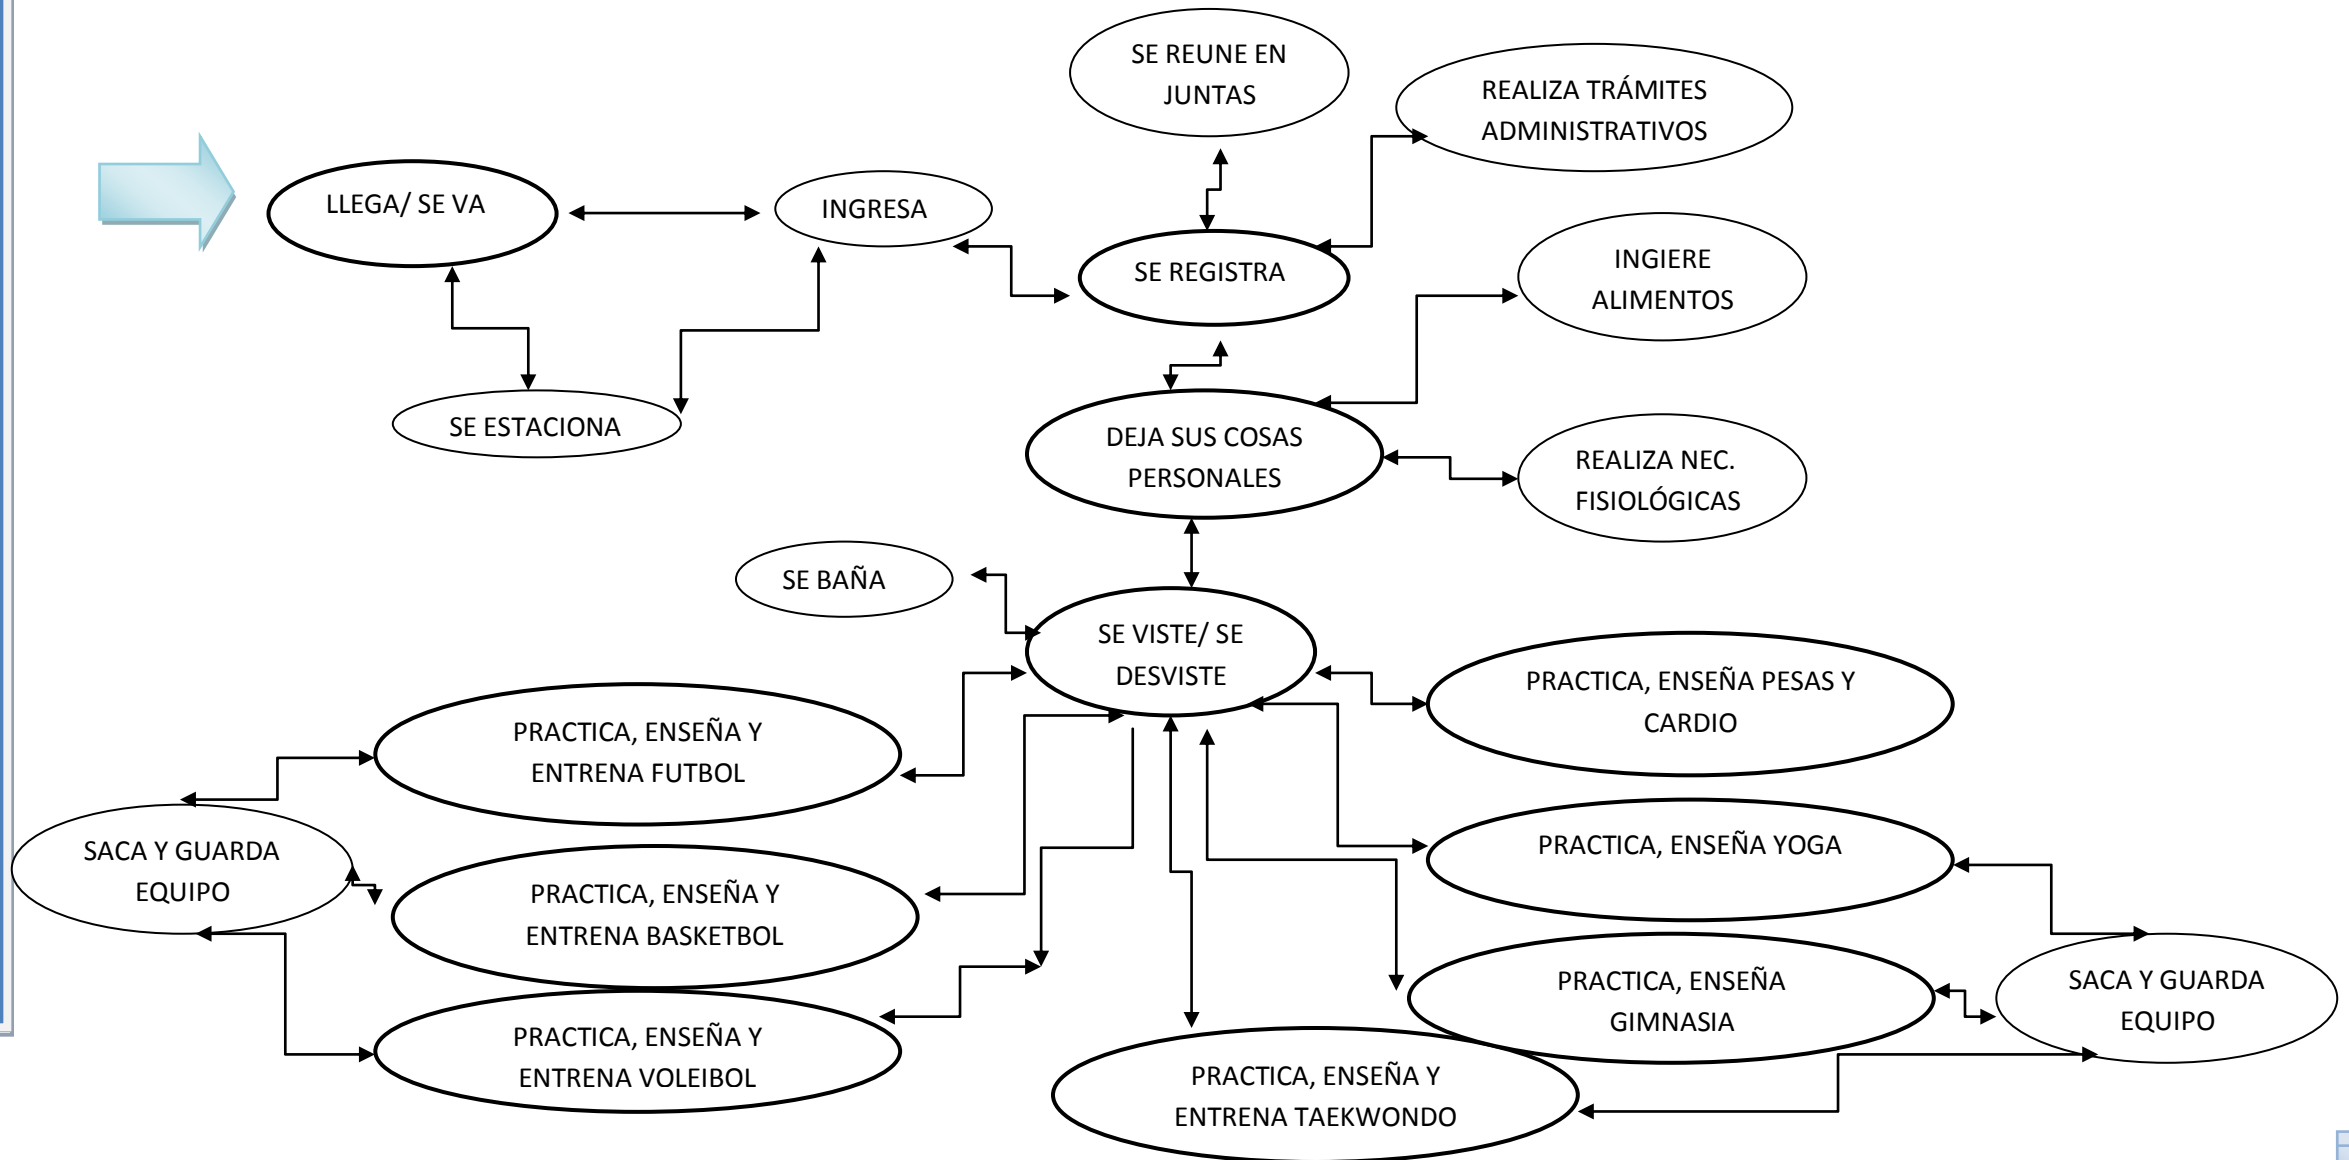 SE REUNE EN
JUNTAS
REALIZA TRÁMITES
ADMINISTRATIVOS
LLEGA/ SE VA
INGRESA
SE REGISTRA
INGIERE
ALIMENTOS
SE ESTACIONA
DEJA SUS COSAS
PERSONALES
REALIZA NEC.
FISIOLÓGICAS
SE BAÑA
SE VISTE/ SE
DESVISTE
PRACTICA, ENSEÑA PESAS Y
CARDIO
PRACTICA, ENSEÑA Y
ENTRENA FUTBOL
PRACTICA, ENSEÑA YOGA
SACA Y GUARDA
EQUIPO
PRACTICA, ENSEÑA Y
ENTRENA BASKETBOL
PRACTICA, ENSEÑA
GIMNASIA
SACA Y GUARDA
EQUIPO
PRACTICA, ENSEÑA Y
ENTRENA VOLEIBOL
PRACTICA, ENSEÑA Y
ENTRENA TAEKWONDO